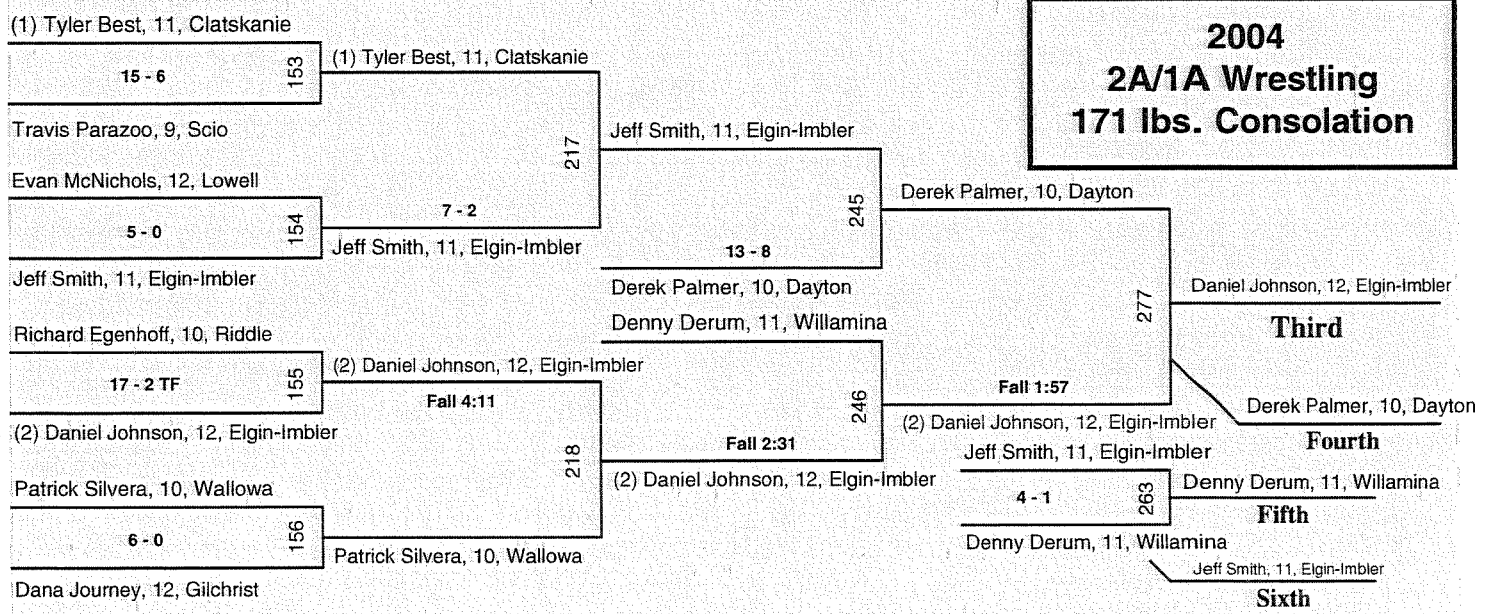 (1) Tyler Best, 11, Clatskanie
15 - 6
153
Travis Parazoo, 9, Scio
Evan McNichols, 12, Lowell
5 - 0
154
Jeff Smith, 11, Elgin-Imbler
Richard Egenhoff, 10, Riddle
17 - 2 TF
155
(2) Daniel Johnson, 12, Elgin-Imbler
Patrick Silvera, 10, Wallowa
6 - 0
156
Dana Journey, 12, Gilchrist
(1) Tyler Best, 11, Clatskanie
217
7 - 2
Jeff Smith, 11, Elgin-Imbler
(2) Daniel Johnson, 12, Elgin-Imbler
Fall 4:11
218
Patrick Silvera, 10, Wallowa
Jeff Smith, 11, Elgin-Imbler
245
13 - 8
Derek Palmer, 10, Dayton
Denny Derum, 11, Willamina
246
Fall 2:31
(2) Daniel Johnson, 12, Elgin-Imbler
2004
2A/1A Wrestling
171 lbs. Consolation
Derek Palmer, 10, Dayton
277
Fall 1:57
(2) Daniel Johnson, 12, Elgin-Imbler
Daniel Johnson, 12, Elgin-Imbler
Third
Derek Palmer, 10, Dayton
Fourth
Jeff Smith, 11, Elgin-Imbler
4 - 1
263
Denny Derum, 11, Willamina
Denny Derum, 11, Willamina
Fifth
Jeff Smith, 11, Elgin-Imbler
Sixth